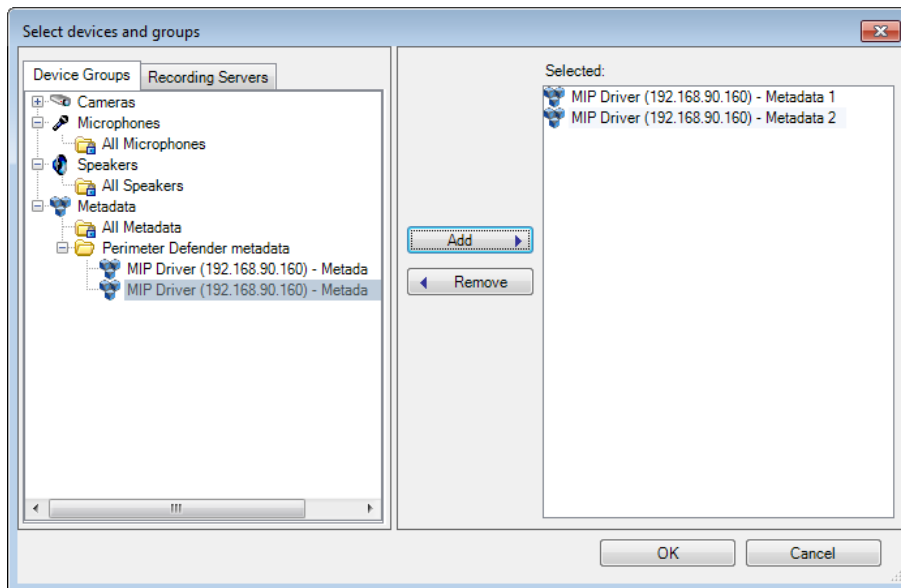 Select devices and groups
Device Groups
Recording Servers
Cameras
Microphones
All Microphones
Speakers
All Speakers
Metadata
All Metadata
Perimeter Defender metadata
MIP Driver (192.168.90.160) - Metada
MIP Driver (192.168.90.160) - Metada
Add
Remove
Selected:
MIP Driver (192.168.90.160) - Metadata 1
MIP Driver (192.168.90.160) - Metadata 2
OK
Cancel